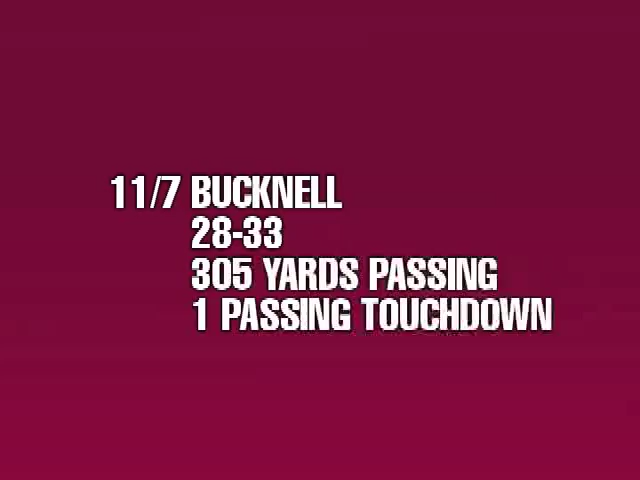 11/7 BUCKNELL
28-33
305 YARDS PASSING
1 PASSING TOUCHDOWN